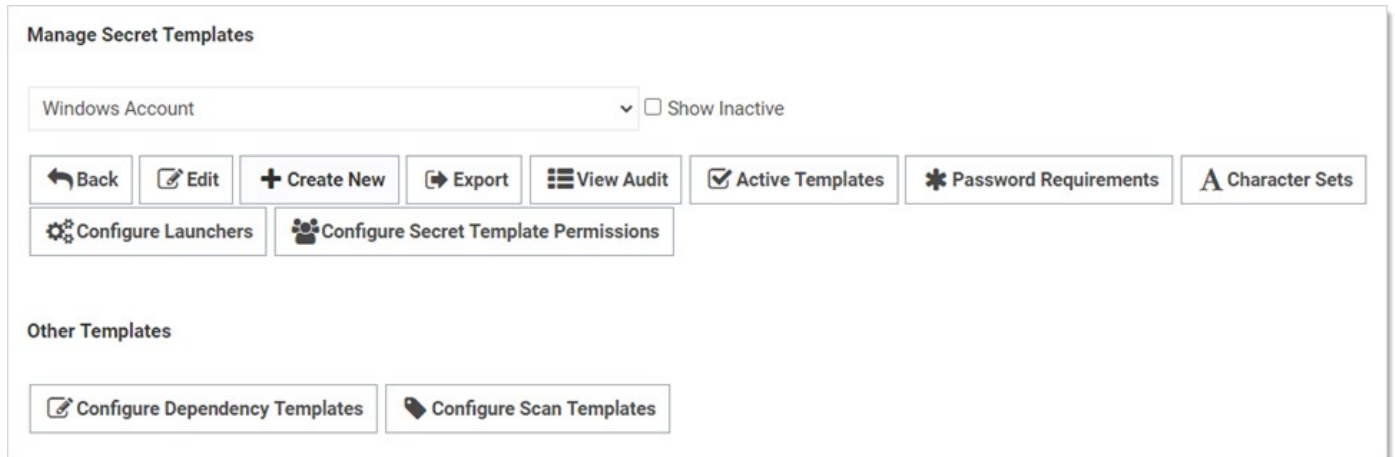 Manage Secret Templates
Windows Account Show Inactive
Back Edit Create New Export View Audit Active Templates Password Requirements Character Sets
Configure Launchers Configure Secret Template Permissions
Other Templates
Configure Dependency Templates Configure Scan Templates